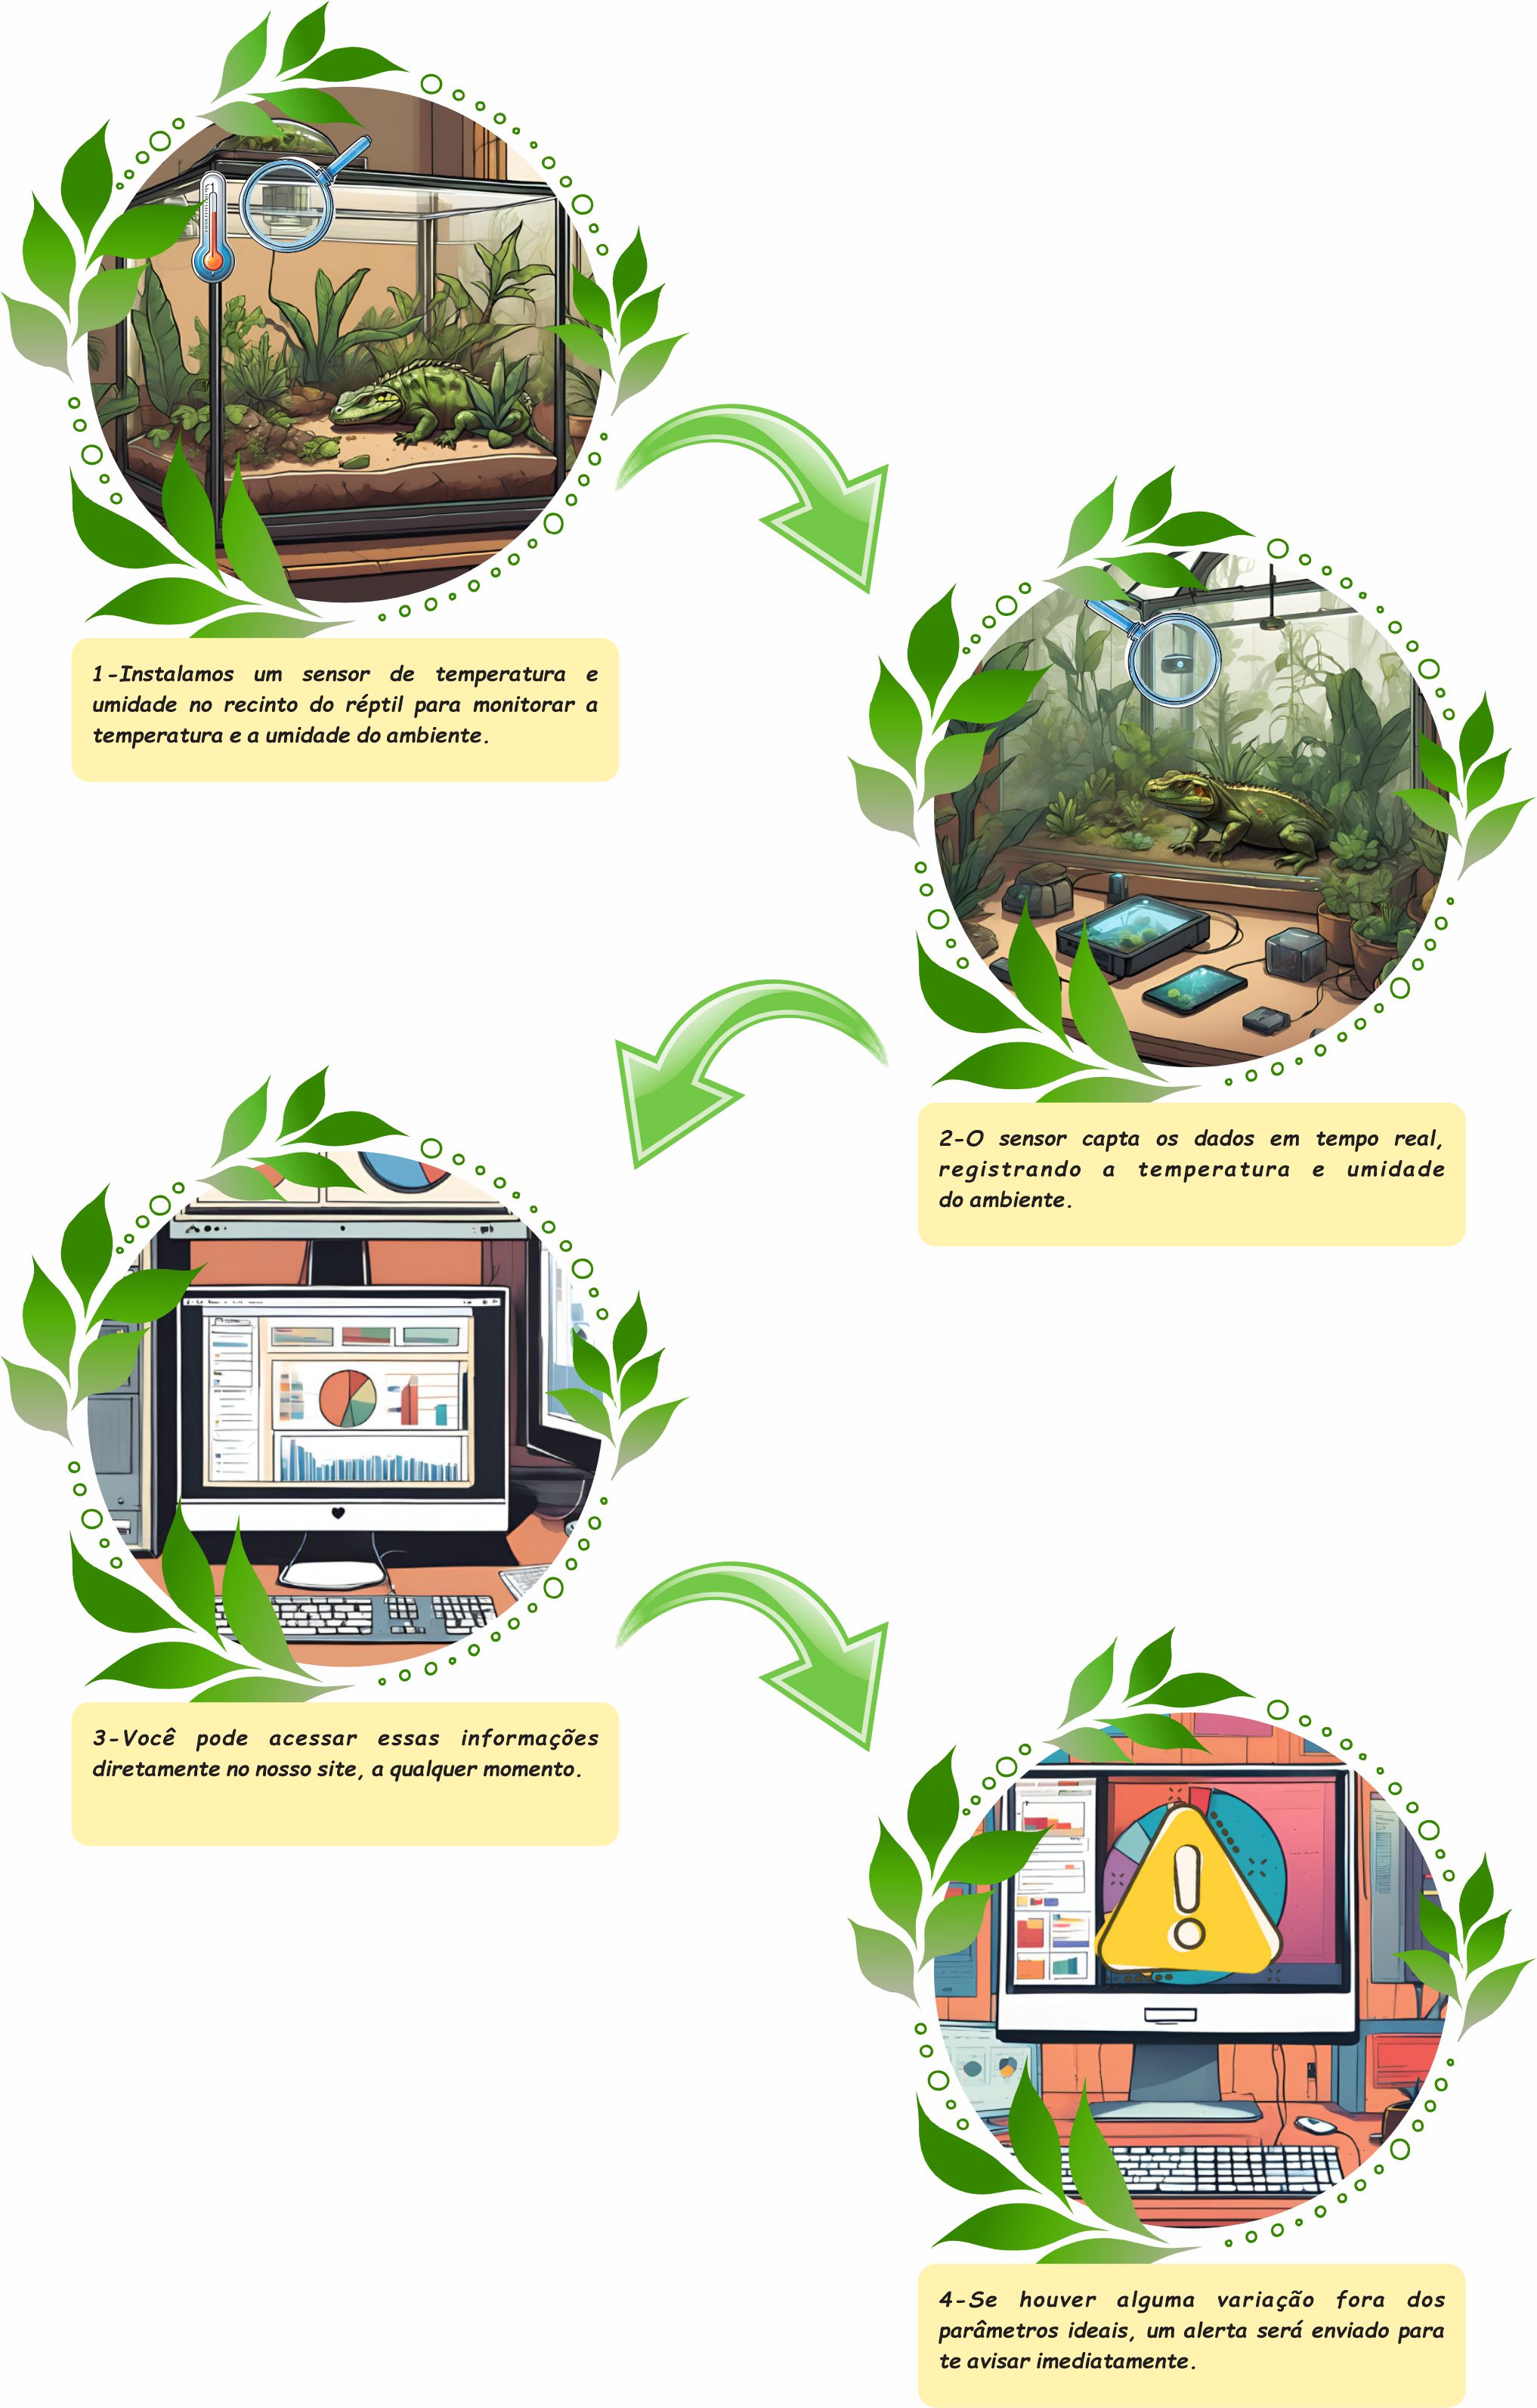 1-Instalamos um sensor de temperatura e
umidade no recinto do réptil para monitorar a
temperatura e a umidade do ambiente.
2-O sensor capta os dados em tempo real,
registrando a temperatura e umidade
do ambiente.
3-Você pode acessar essas informações
diretamente no nosso site, a qualquer momento.
4-Se houver alguma variação fora dos
parâmetros ideais, um alerta será enviado para
te avisar imediatamente.